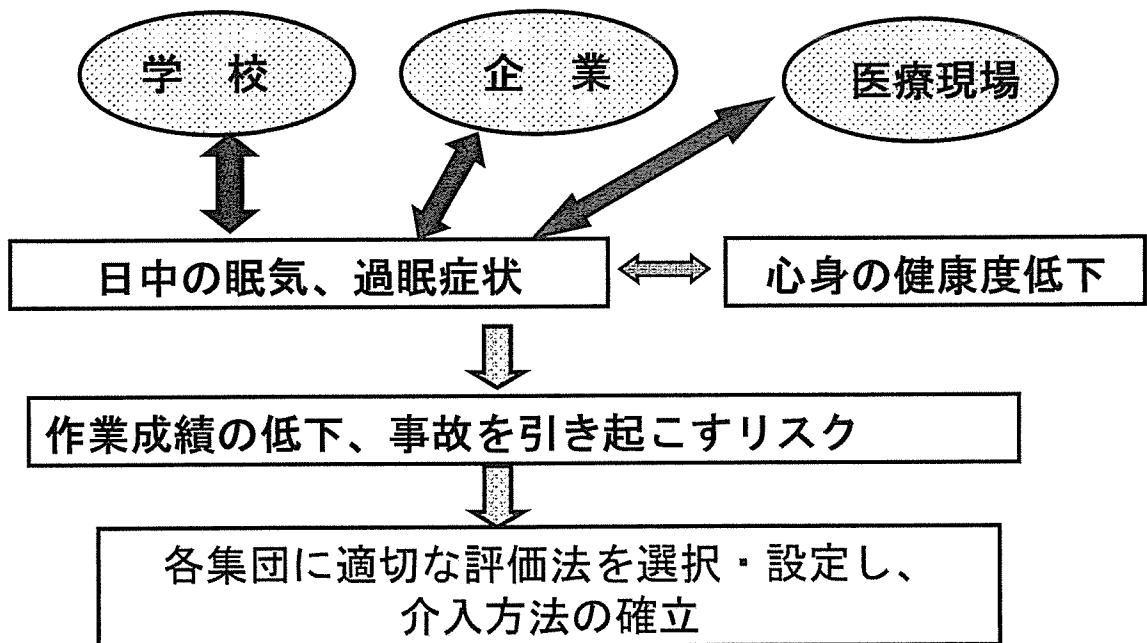 学 校
企 業
医療現場
日中の眠気、過眠症状
心身の健康度低下
作業成績の低下、事故を引き起こすリスク
各集団に適切な評価法を選択・設定し、
介入方法の確立